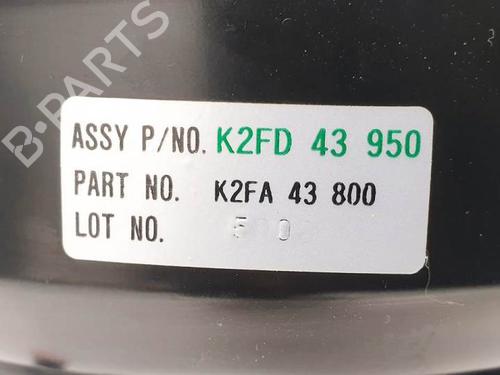 B-PARTS
ASSY P/NO. K2FD 43 950
PART NO. K2FA 43 800
LOT NO.